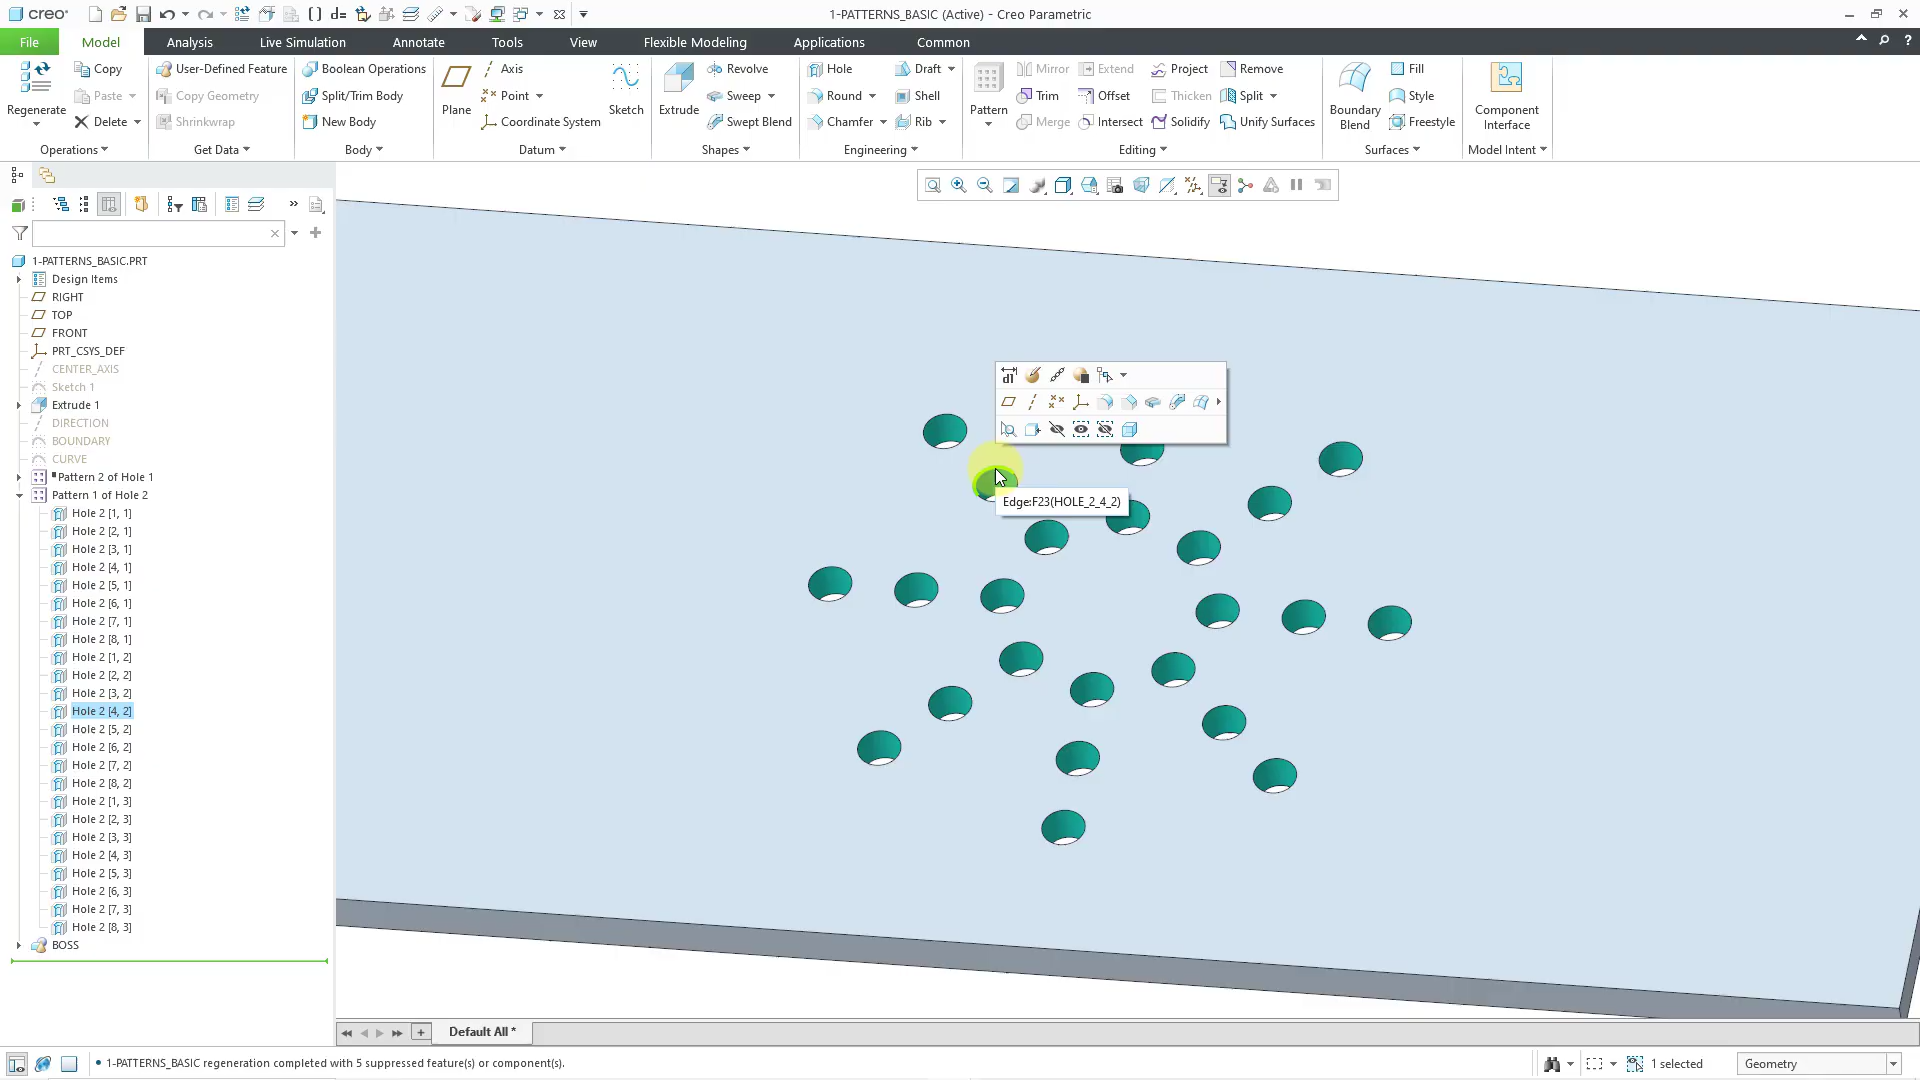 creo
1-PATTERNS_BASIC (Active) - Creo Parametric
File
Model
Analysis
Live Simulation
Annotate
Tools
View
Flexible Modeling
Applications
Common
Regenerate
Copy
Paste
Delete
Operations
User-Defined Feature
Copy Geometry
Shrinkwrap
Get Data
Boolean Operations
Split/Trim Body
New Body
Body
Plane
Axis
Point
Coordinate System
Sketch
Datum
Extrude
Revolve
Sweep
Swept Blend
Shapes
Hole
Round
Chamfer
Draft
Shell
Rib
Engineering
Pattern
Mirror
Trim
Merge
Extend
Offset
Intersect
Project
Thicken
Solidify
Remove
Split
Unify Surfaces
Editing
Boundary
Blend
Fill
Style
Freestyle
Surfaces
Component
Interface
Model Intent
1-PATTERNS_BASIC.PRT
Design Items
RIGHT
TOP
FRONT
PRT_CSYS_DEF
CENTER_AXIS
Sketch 1
Extrude 1
DIRECTION
BOUNDARY
CURVE
Pattern 2 of Hole 1
Pattern 1 of Hole 2
Hole 2 [1, 1]
Hole 2 [2, 1]
Hole 2 [3, 1]
Hole 2 [4, 1]
Hole 2 [5, 1]
Hole 2 [6, 1]
Hole 2 [7, 1]
Hole 2 [8, 1]
Hole 2 [1, 2]
Hole 2 [2, 2]
Hole 2 [3, 2]
Hole 2 [4, 2]
Hole 2 [5, 2]
Hole 2 [6, 2]
Hole 2 [7, 2]
Hole 2 [8, 2]
Hole 2 [1, 3]
Hole 2 [2, 3]
Hole 2 [3, 3]
Hole 2 [4, 3]
Hole 2 [5, 3]
Hole 2 [6, 3]
Hole 2 [7, 3]
Hole 2 [8, 3]
BOSS
Edge:F23(HOLE_2_4_2)
Default All *
• 1-PATTERNS_BASIC regeneration completed with 5 suppressed feature(s) or component(s).
1 selected
Geometry